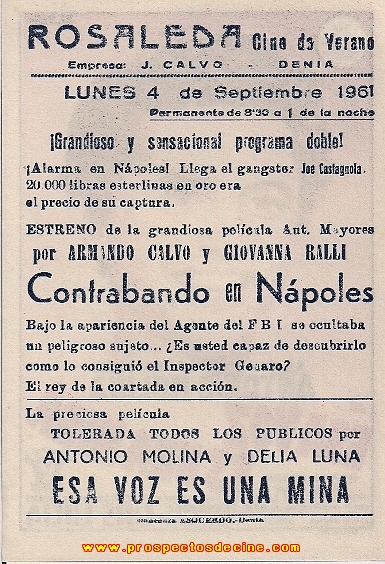 ROSALEDA Cine de Verano
Empresa: J. CALVO - DENIA
LUNES 4 de Septiembre 1961
Permanente de 8'30 a 1 de la noche
¡Grandioso y sensacional programa doble!
¡Alarma en Nápoles! Llega el gangster Joe Castagnola.
20.000 libras esterlinas en oro era
el precio de su captura.
ESTRENO de la grandiosa película Aut. Mayores
por ARMANDO CALVO y GIOVANNA RALLI
Contrabando en Nápoles
Bajo la apariencia del Agente del F B I se ocultaba
un peligroso sujeto... ¿Es usted capaz de descubrirlo
como lo consiguió el Inspector Genaro?
El rey de la coartada en acción.
La preciosa película
TOLERADA TODOS LOS PUBLICOS por
ANTONIO MOLINA y DELIA LUNA
ESA VOZ ES UNA MINA
ESQUERDO.-Denia
www.prospectosdecine.com